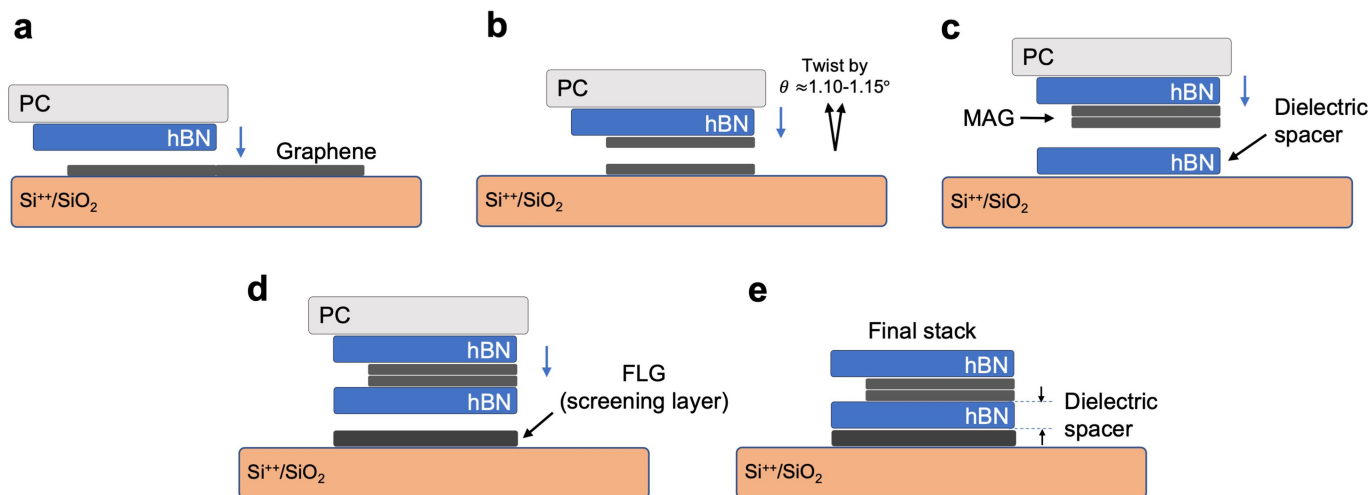 a
PC
hBN
Graphene
Si⁺⁺/SiO₂
b
PC
hBN
Twist by
θ ≈1.10-1.15º
Si⁺⁺/SiO₂
c
PC
hBN
MAG
Dielectric
spacer
hBN
Si⁺⁺/SiO₂
d
PC
hBN
hBN
FLG
(screening layer)
Si⁺⁺/SiO₂
e
Final stack
hBN
hBN
Dielectric
spacer
Si⁺⁺/SiO₂